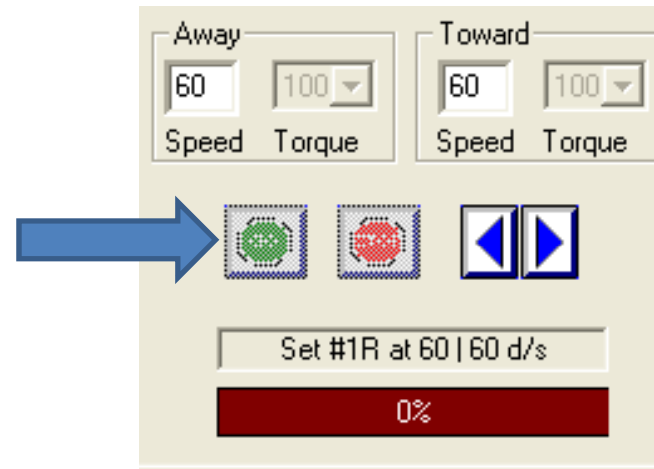 Away Toward
60 100 60 100
Speed Torque Speed Torque
Set #1R at 60 | 60 d/s
0%